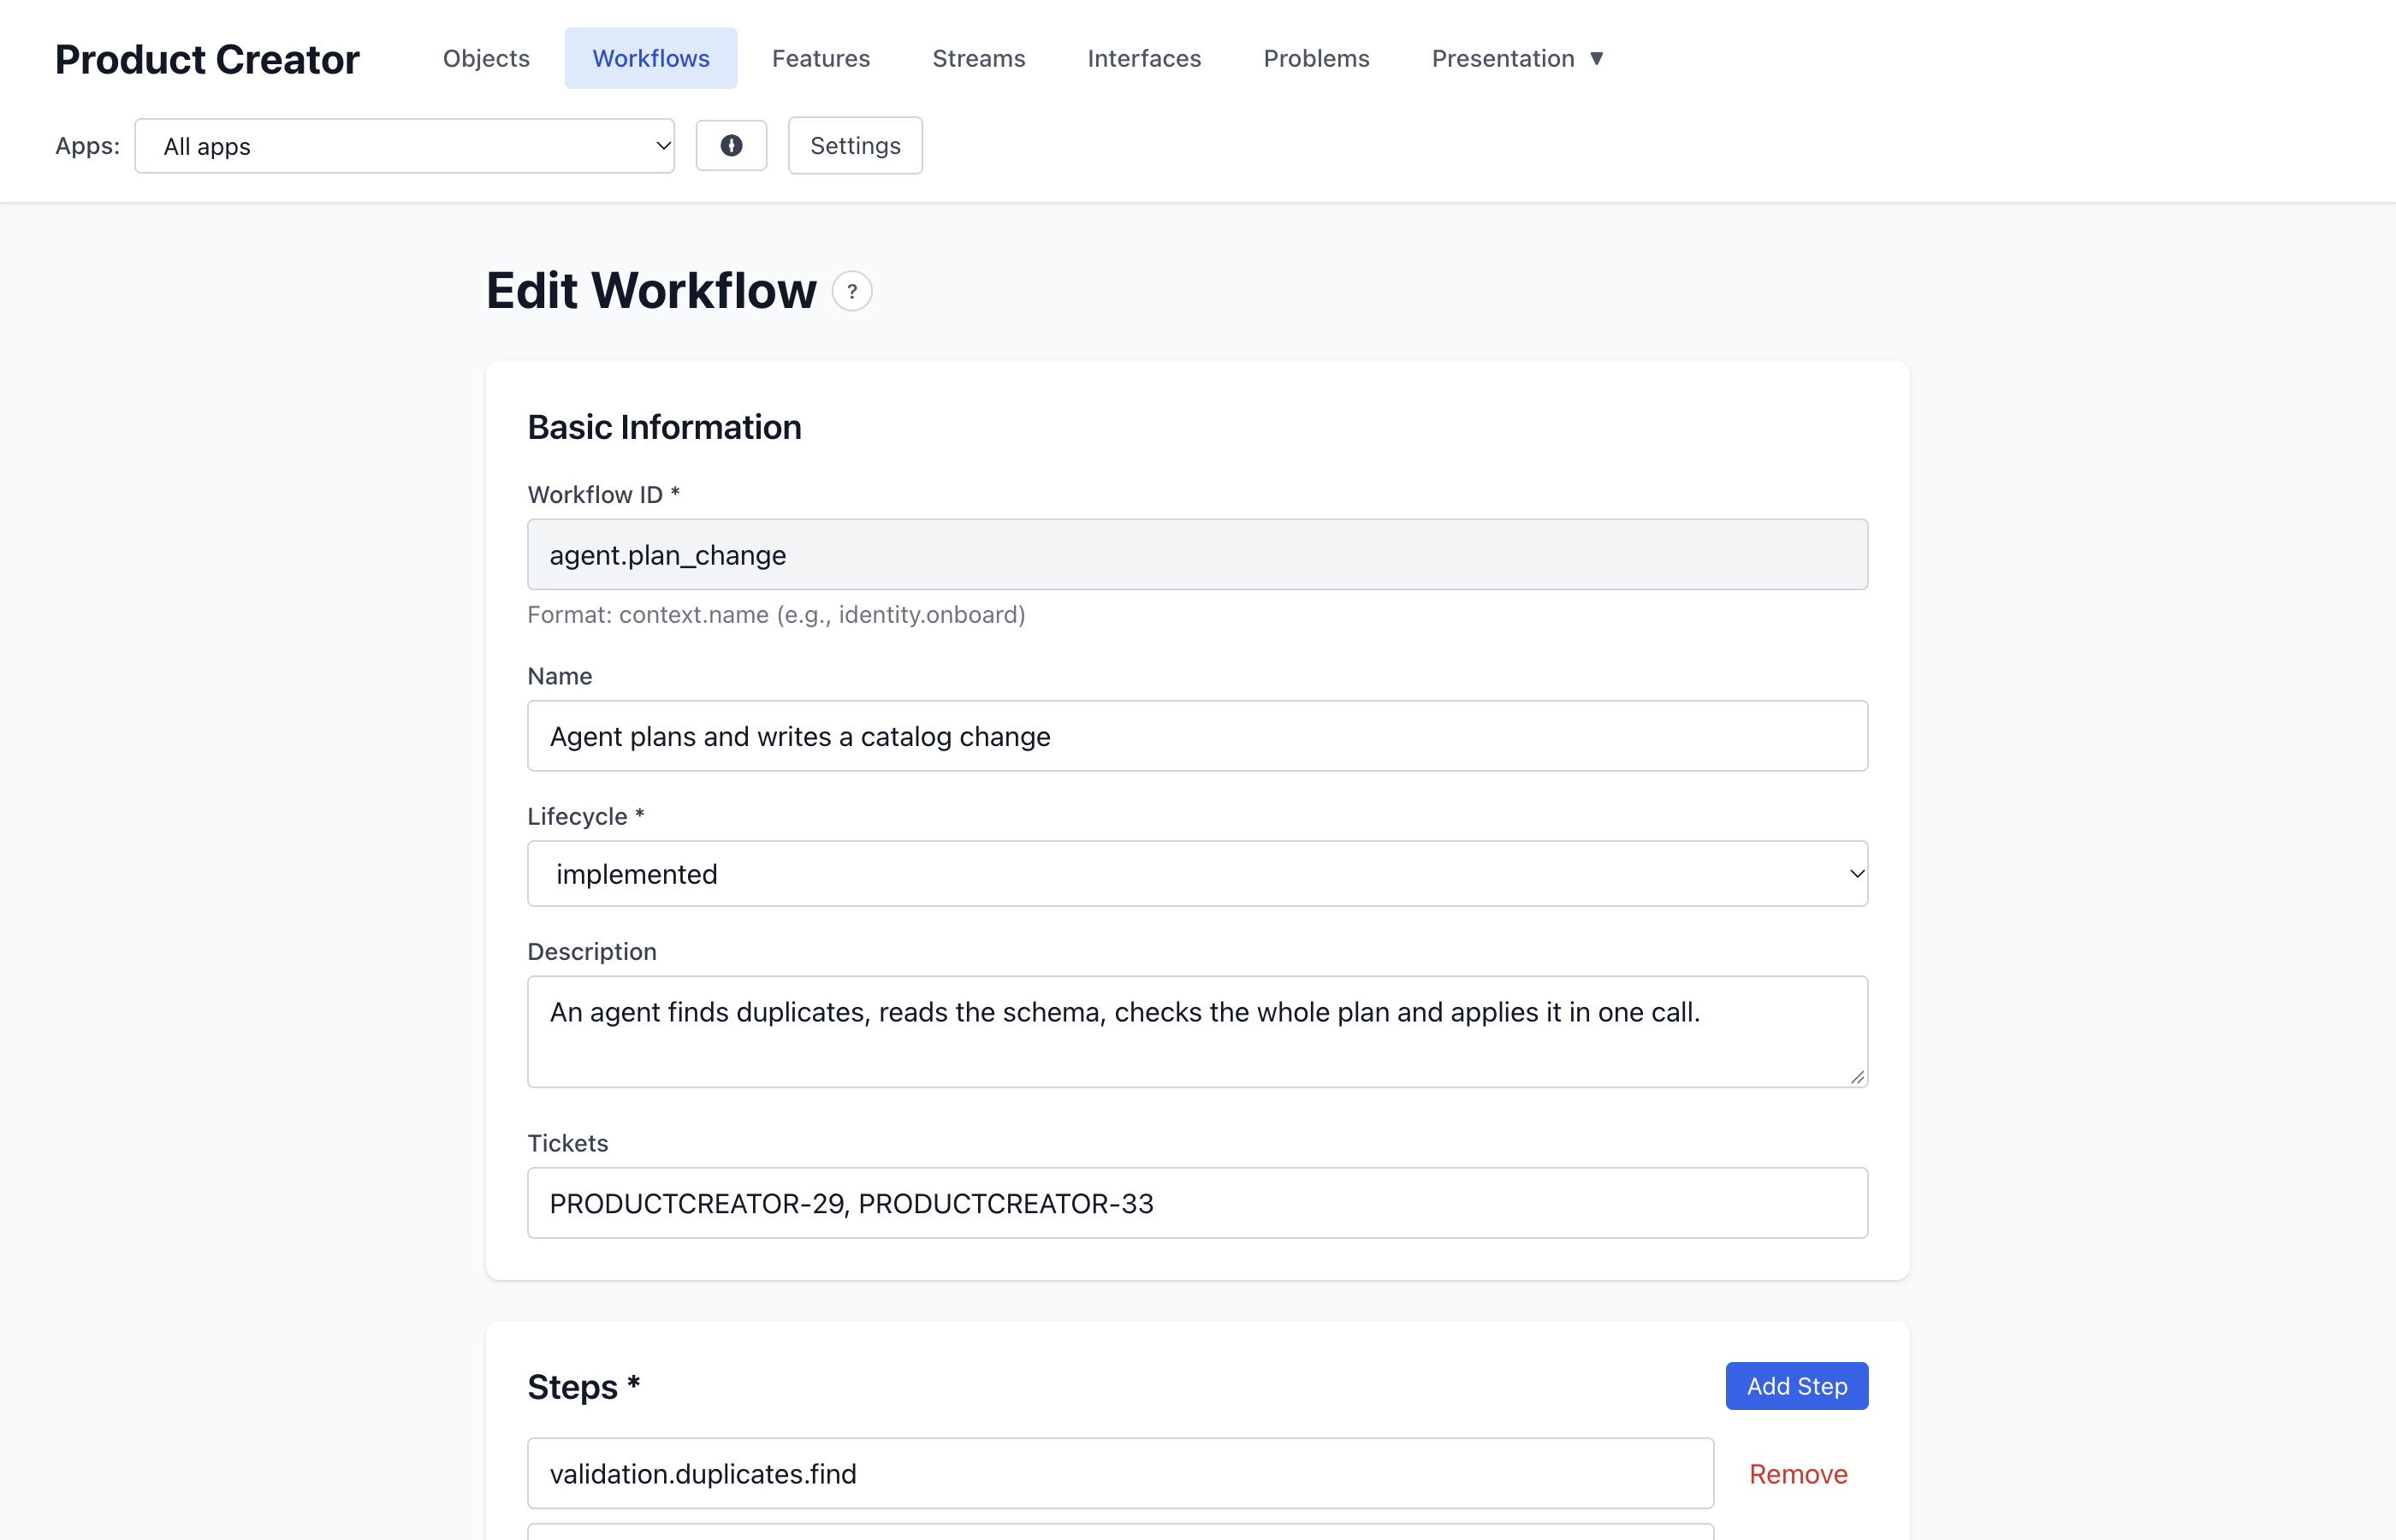 Product Creator
Objects
Workflows
Features
Streams
Interfaces
Problems
Presentation ▼
Apps:
All apps
Settings
Edit Workflow
?
Basic Information
Workflow ID *
agent.plan_change
Format: context.name (e.g., identity.onboard)
Name
Agent plans and writes a catalog change
Lifecycle *
implemented
Description
An agent finds duplicates, reads the schema, checks the whole plan and applies it in one call.
Tickets
PRODUCTCREATOR-29, PRODUCTCREATOR-33
Steps *
Add Step
validation.duplicates.find
Remove